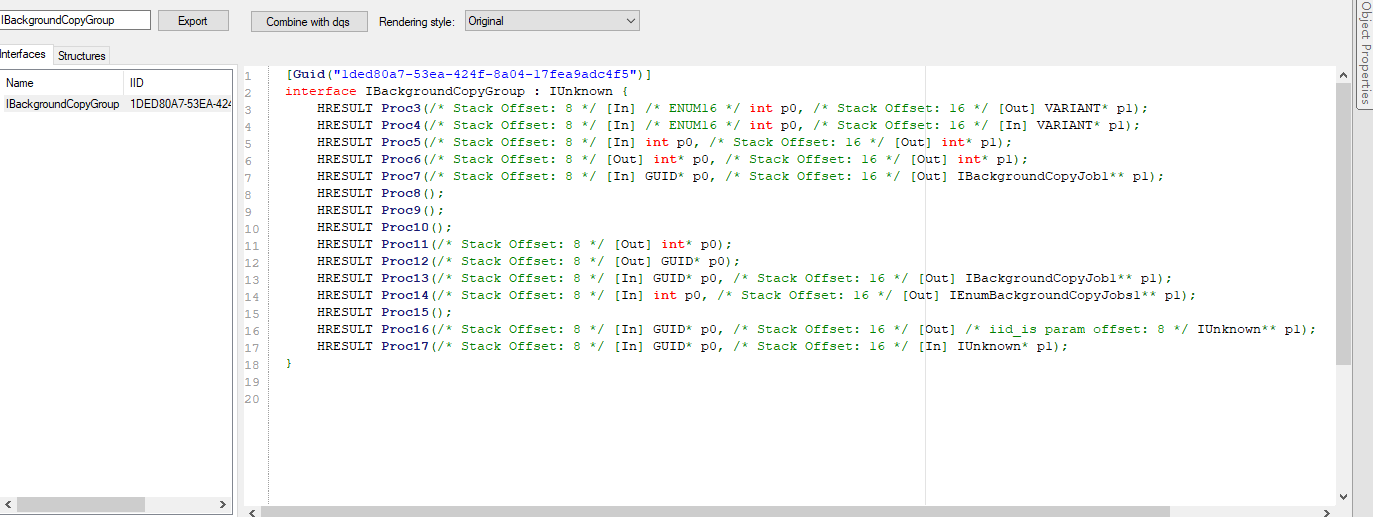 IBackgroundCopyGroup Export Combine with dqs Rendering style: Original
Interfaces Structures
Name IID
IBackgroundCopyGroup 1DED80A7-53EA-424
1 [Guid("1ded80a7-53ea-424f-8a04-17fea9adc4f5")]
2 interface IBackgroundCopyGroup : IUnknown {
3 HRESULT Proc3(/* Stack Offset: 8 */ [In] /* ENUM16 */ int p0, /* Stack Offset: 16 */ [Out] VARIANT* p1);
4 HRESULT Proc4(/* Stack Offset: 8 */ [In] /* ENUM16 */ int p0, /* Stack Offset: 16 */ [In] VARIANT* p1);
5 HRESULT Proc5(/* Stack Offset: 8 */ [In] int p0, /* Stack Offset: 16 */ [Out] int* p1);
6 HRESULT Proc6(/* Stack Offset: 8 */ [Out] int* p0, /* Stack Offset: 16 */ [Out] int* p1);
7 HRESULT Proc7(/* Stack Offset: 8 */ [In] GUID* p0, /* Stack Offset: 16 */ [Out] IBackgroundCopyJob1** p1);
8 HRESULT Proc8();
9 HRESULT Proc9();
10 HRESULT Proc10();
11 HRESULT Proc11(/* Stack Offset: 8 */ [Out] int* p0);
12 HRESULT Proc12(/* Stack Offset: 8 */ [Out] GUID* p0);
13 HRESULT Proc13(/* Stack Offset: 8 */ [In] GUID* p0, /* Stack Offset: 16 */ [Out] IBackgroundCopyJob1** p1);
14 HRESULT Proc14(/* Stack Offset: 8 */ [In] int p0, /* Stack Offset: 16 */ [Out] IEnumBackgroundCopyJobs1** p1);
15 HRESULT Proc15();
16 HRESULT Proc16(/* Stack Offset: 8 */ [In] GUID* p0, /* Stack Offset: 16 */ [Out] /* iid_is param offset: 8 */ IUnknown** p1);
17 HRESULT Proc17(/* Stack Offset: 8 */ [In] GUID* p0, /* Stack Offset: 16 */ [In] IUnknown* p1);
18 }
19
20
Object Properties